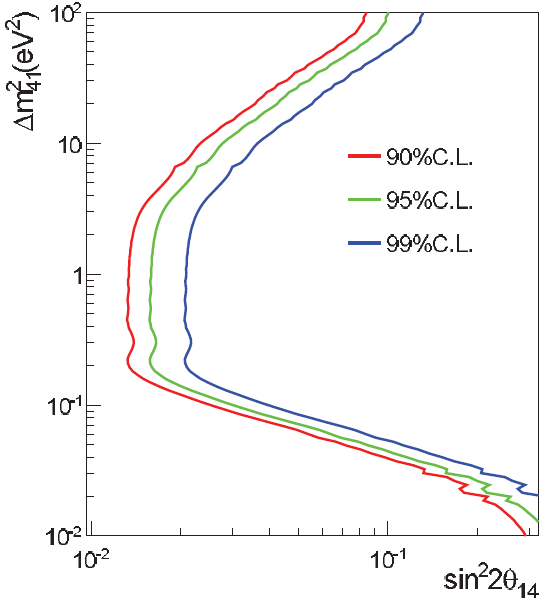 Δm²₄₁(eV²)
10²
10
1
10⁻¹
10⁻²
90%C.L.
95%C.L.
99%C.L.
10⁻² 10⁻¹
sin²2θ₁₄